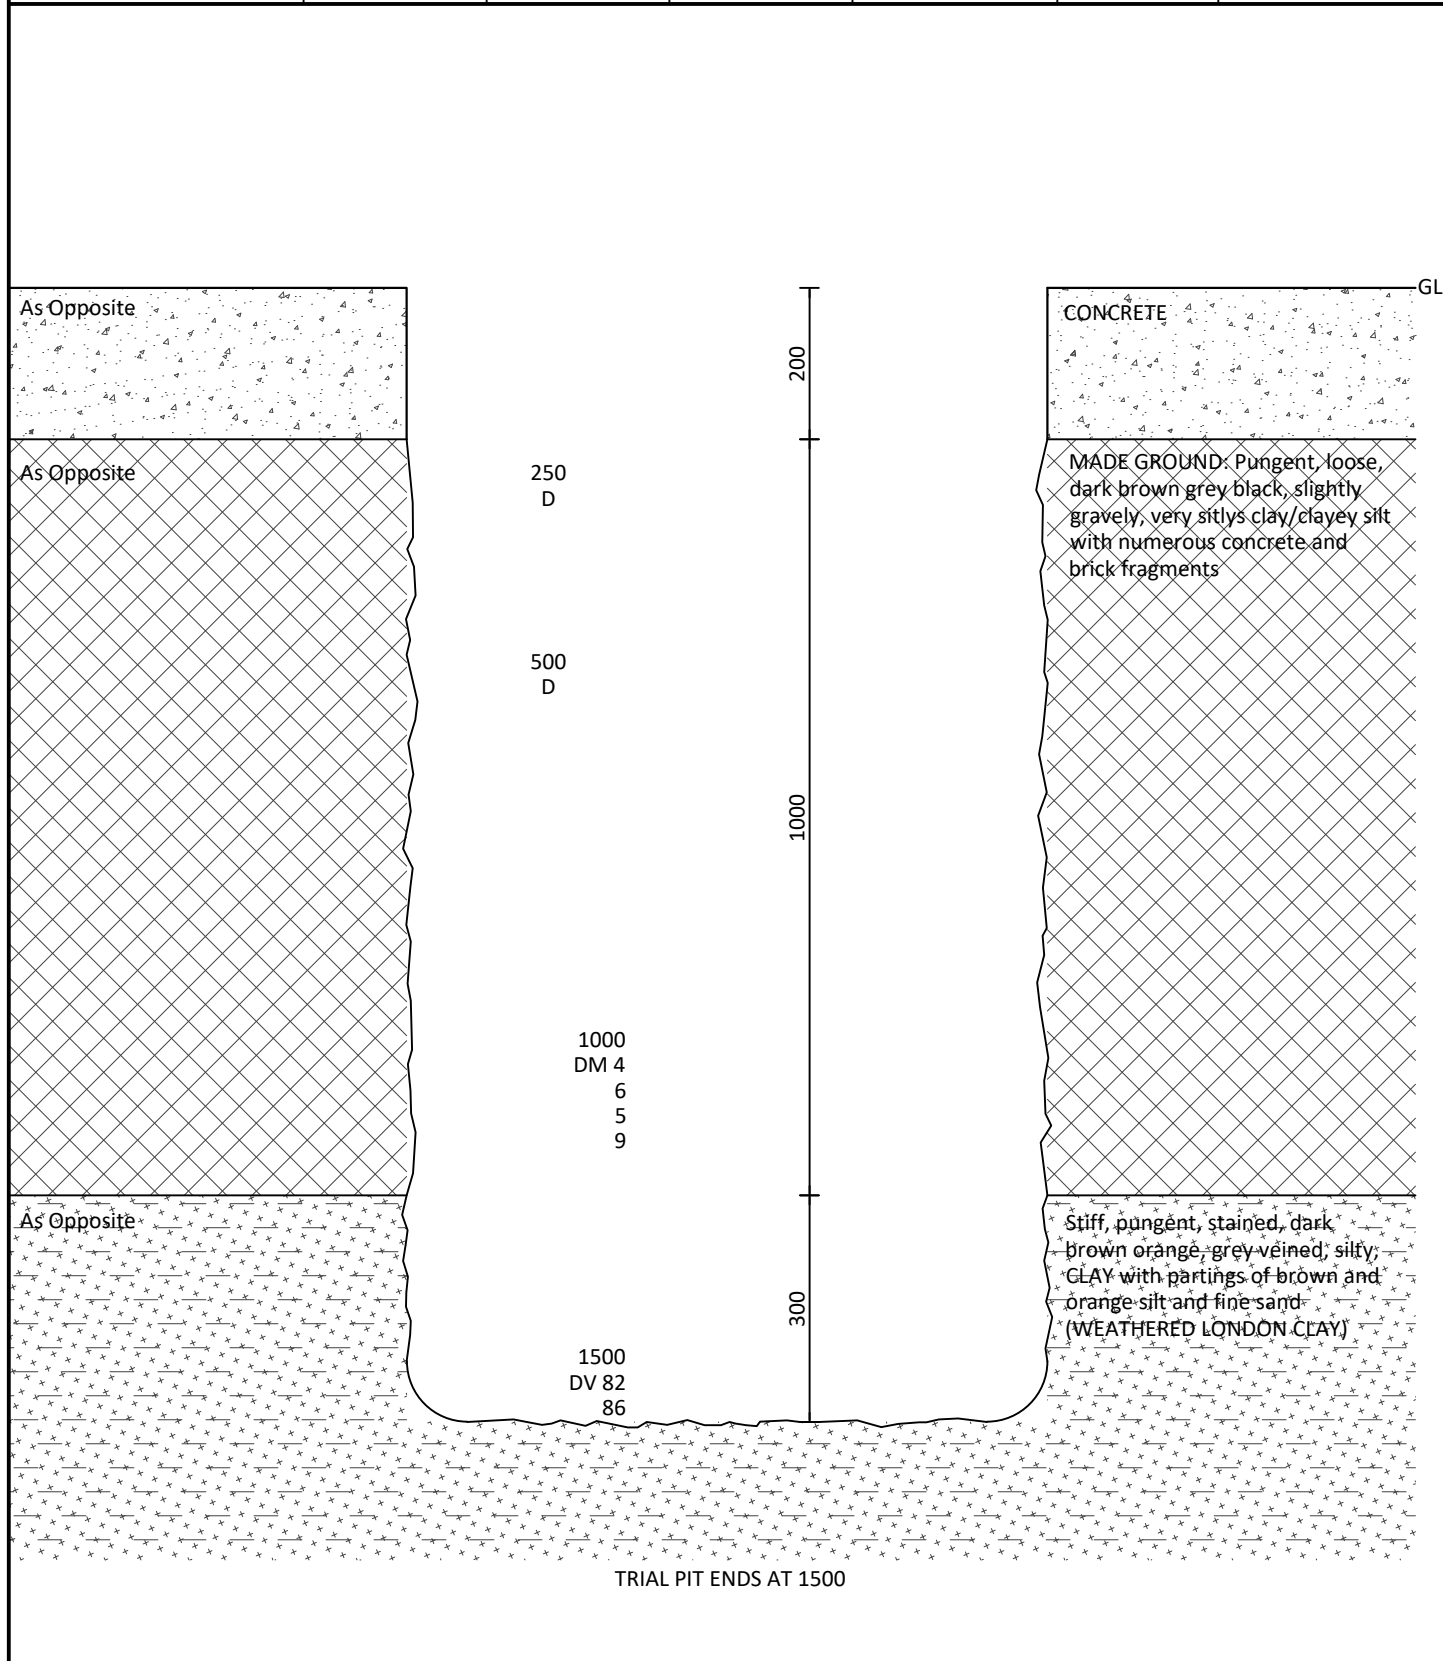 GL
As Opposite
CONCRETE
200
As Opposite
250
D
MADE GROUND: Pungent, loose,
dark brown grey black, slightly
gravely, very sitlys clay/clayey silt
with numerous concrete and
brick fragments
500
D
1000
1000
DM 4
6
5
9
As Opposite
Stiff, pungent, stained, dark
brown orange, grey veined, silty,
CLAY with partings of brown and
orange silt and fine sand
(WEATHERED LONDON CLAY)
300
1500
DV 82
86
TRIAL PIT ENDS AT 1500